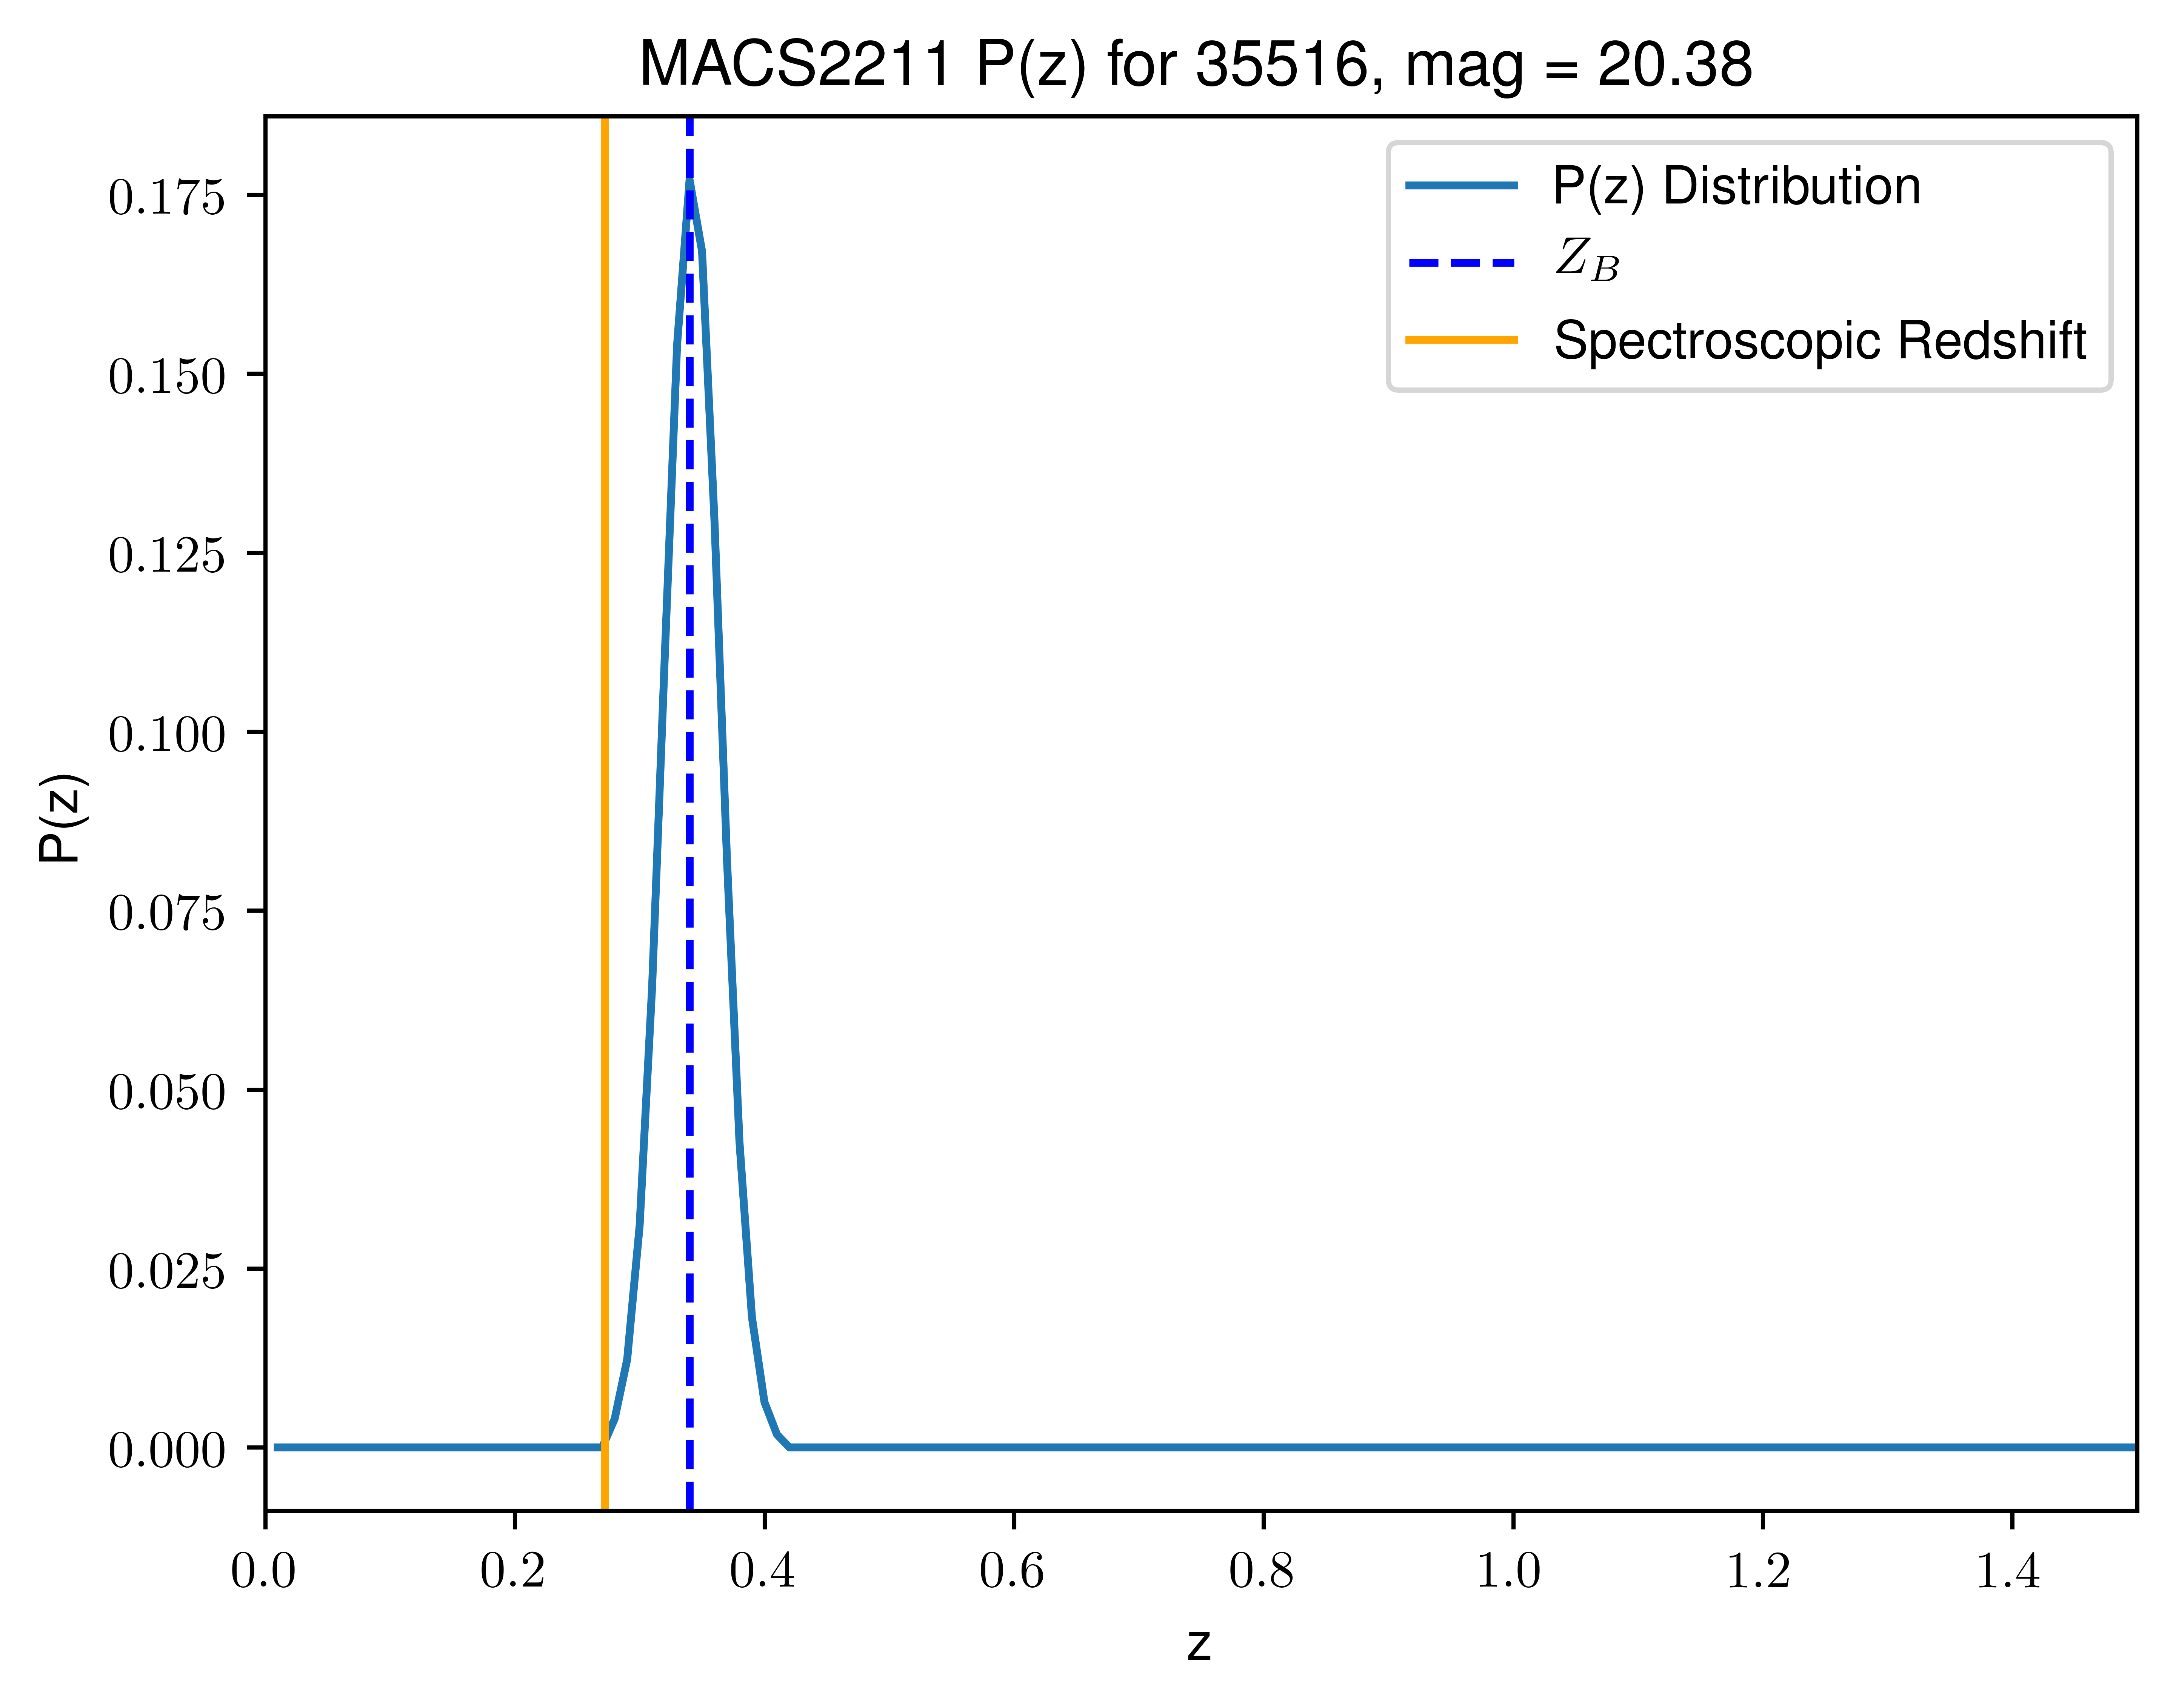 MACS2211 P(z) for 35516, mag = 20.38
P(z) Distribution
Z_B
Spectroscopic Redshift
0.175
0.150
0.125
0.100
0.075
0.050
0.025
0.000
P(z)
0.0 0.2 0.4 0.6 0.8 1.0 1.2 1.4
z